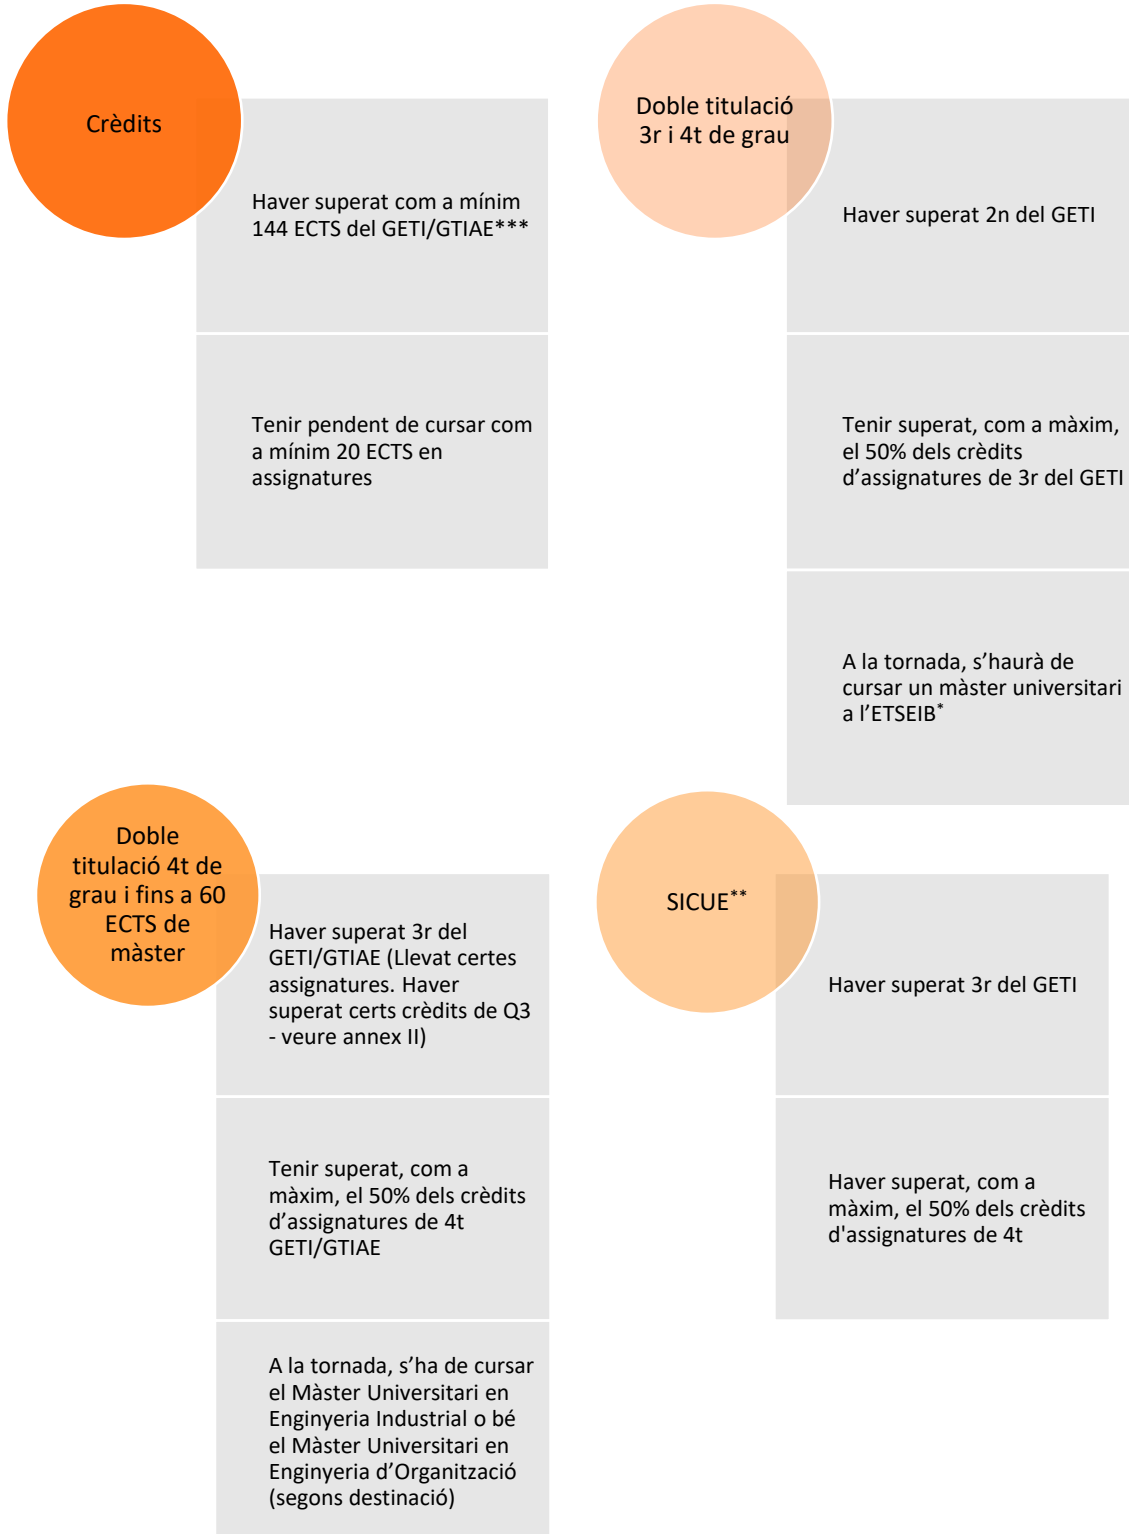 Crèdits
Haver superat com a mínim
144 ECTS del GETI/GTIAE***
Tenir pendent de cursar com
a mínim 20 ECTS en
assignatures
Doble titulació
3r i 4t de grau
Haver superat 2n del GETI
Tenir superat, com a màxim,
el 50% dels crèdits
d’assignatures de 3r del GETI
A la tornada, s’haurà de
cursar un màster universitari
a l’ETSEIB*
Doble
titulació 4t de
grau i fins a 60
ECTS de
màster
Haver superat 3r del
GETI/GTIAE (Llevat certes
assignatures. Haver
superat certs crèdits de Q3
- veure annex II)
Tenir superat, com a
màxim, el 50% dels crèdits
d’assignatures de 4t
GETI/GTIAE
A la tornada, s’ha de cursar
el Màster Universitari en
Enginyeria Industrial o bé
el Màster Universitari en
Enginyeria d’Organització
(segons destinació)
SICUE**
Haver superat 3r del GETI
Haver superat, com a
màxim, el 50% dels crèdits
d'assignatures de 4t